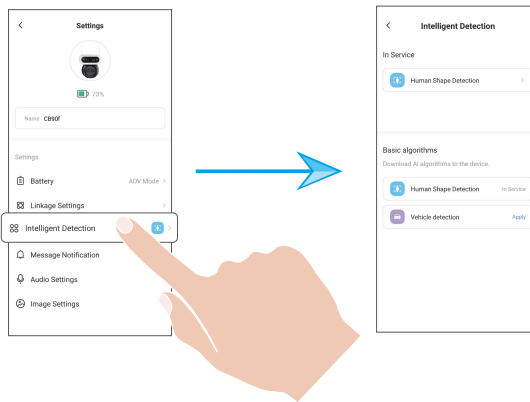 Settings
73%
Name CB90f
Settings
Battery AOV Mode
Linkage Settings
Intelligent Detection
Message Notification
Audio Settings
Image Settings
Intelligent Detection
In Service
Human Shape Detection
Basic algorithms
Download AI algorithms to the device.
Human Shape Detection In Service
Vehicle detection Apply